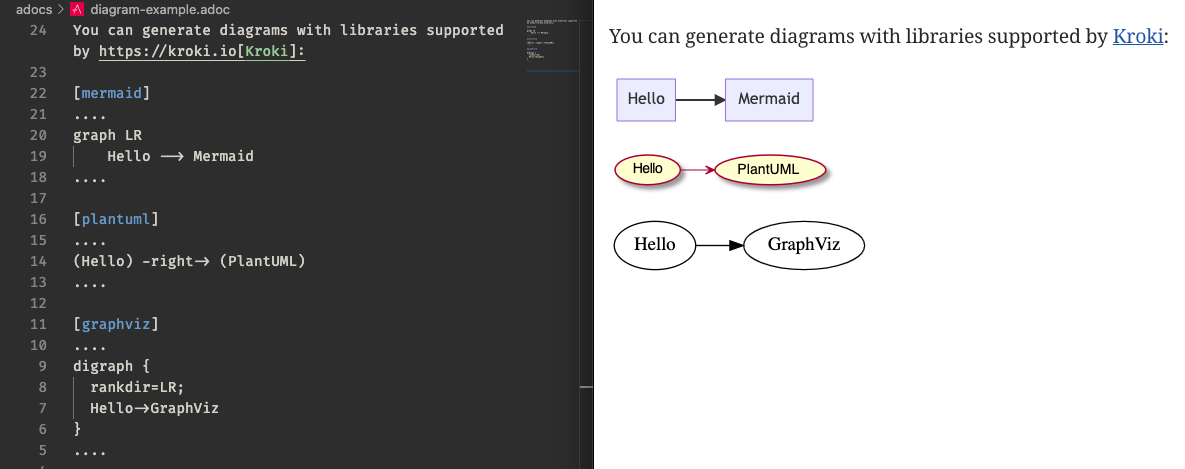 adocs > diagram-example.adoc
24 You can generate diagrams with libraries supported
by https://kroki.io[Kroki]:
23
22 [mermaid]
21 ....
20 graph LR
19 Hello --> Mermaid
18 ....
17
16 [plantuml]
15 ....
14 (Hello) -right-> (PlantUML)
13 ....
12
11 [graphviz]
10 ....
9 digraph {
8 rankdir=LR;
7 Hello->GraphViz
6 }
5 ....
You can generate diagrams with libraries supported by Kroki:
Hello Mermaid
Hello PlantUML
Hello GraphViz